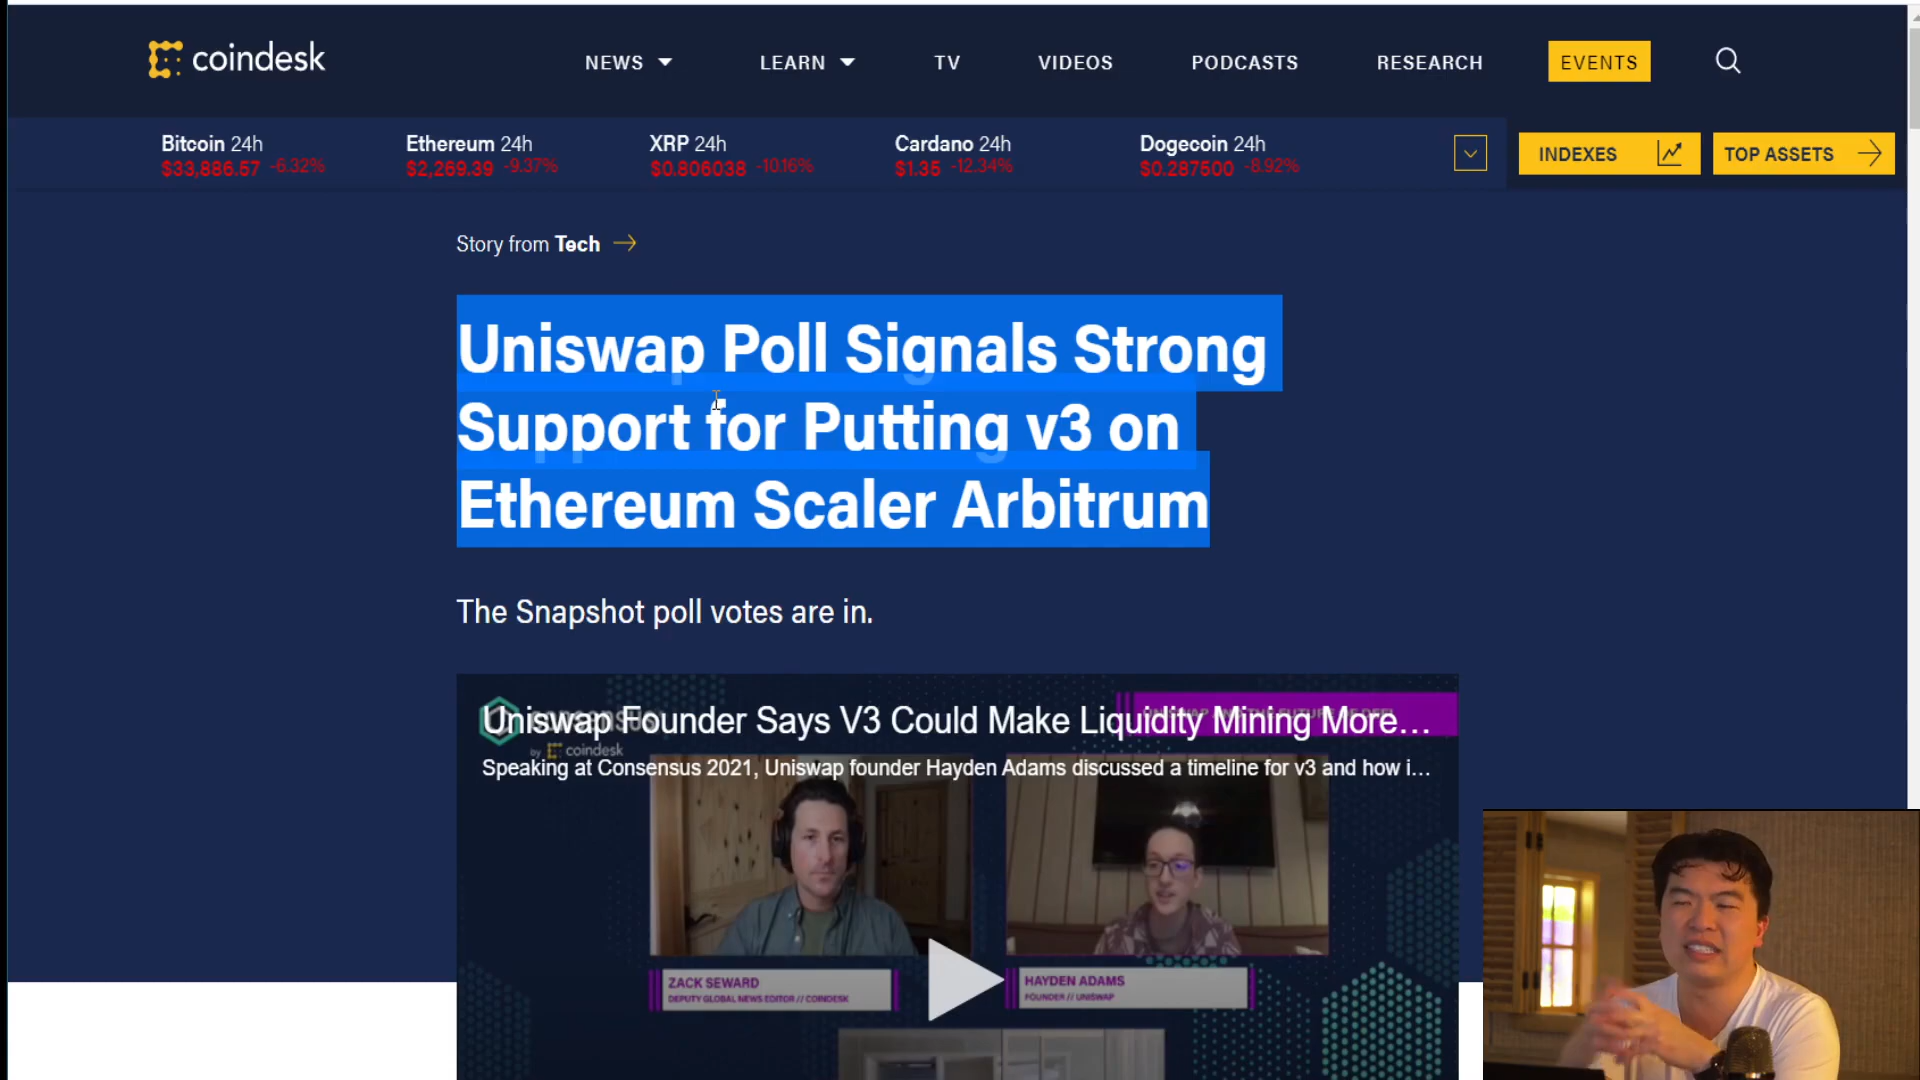 coindesk
NEWS
LEARN
TV
VIDEOS
PODCASTS
RESEARCH
EVENTS
Bitcoin 24h
$33,886.57 -6.32%
Ethereum 24h
$2,269.39 -9.37%
XRP 24h
$0.806038 -10.16%
Cardano 24h
$1.35 -12.34%
Dogecoin 24h
$0.287500 -8.92%
INDEXES
TOP ASSETS
Story from Tech
Uniswap Poll Signals Strong
Support for Putting v3 on
Ethereum Scaler Arbitrum
The Snapshot poll votes are in.
Uniswap Founder Says V3 Could Make Liquidity Mining More...
by coindesk
Speaking at Consensus 2021, Uniswap founder Hayden Adams discussed a timeline for v3 and how i...
ZACK SEWARD
DEPUTY GLOBAL NEWS EDITOR // COINDESK
HAYDEN ADAMS
FOUNDER // UNISWAP